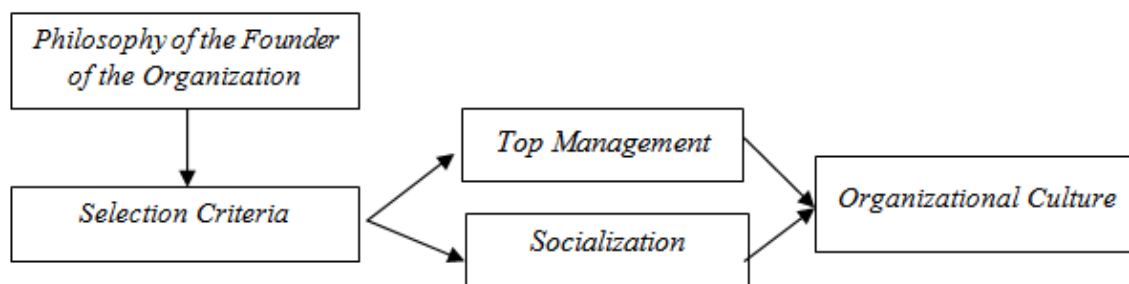 Philosophy of the Founder
of the Organization
Top Management
Selection Criteria
Organizational Culture
Socialization